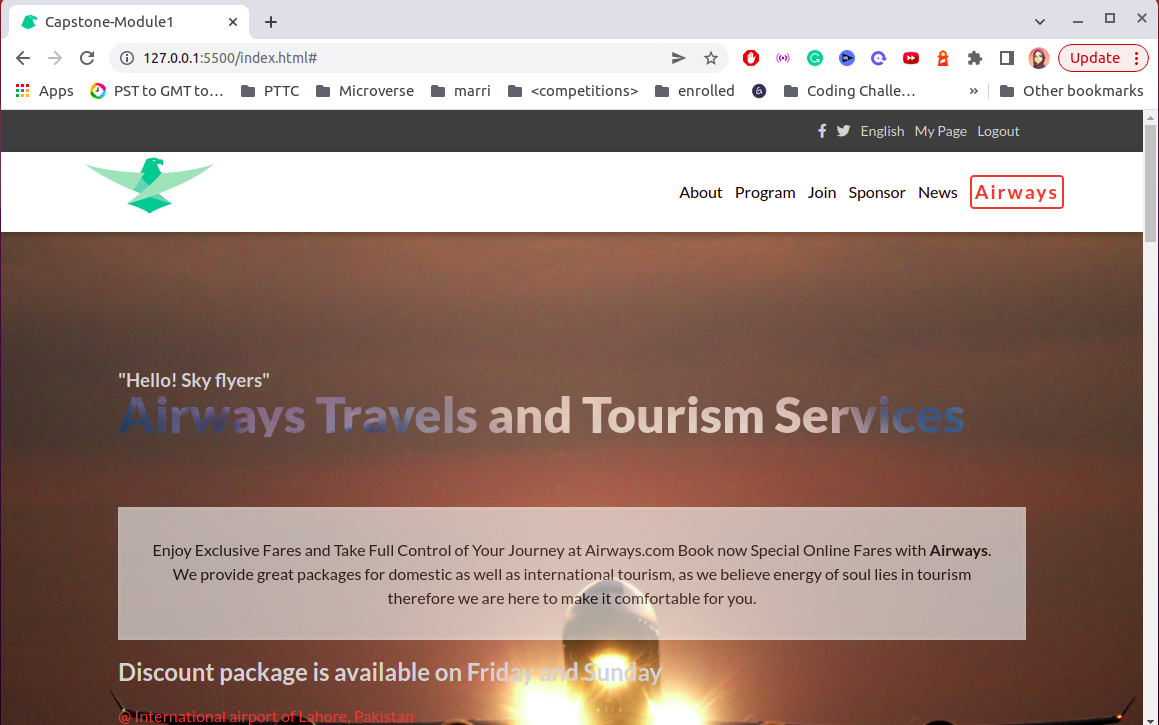 Capstone-Module1
127.0.0.1:5500/index.html#
Update
Apps
PST to GMT to…
PTTC
Microverse
marri
<competitions>
enrolled
Coding Challe…
»
Other bookmarks
English My Page Logout
About Program Join Sponsor News Airways
"Hello! Sky flyers"
Airways Travels and Tourism Services
Enjoy Exclusive Fares and Take Full Control of Your Journey at Airways.com Book now Special Online Fares with Airways.
We provide great packages for domestic as well as international tourism, as we believe energy of soul lies in tourism
therefore we are here to make it comfortable for you.
Discount package is available on Friday and Sunday
@ International airport of Lahore, Pakistan